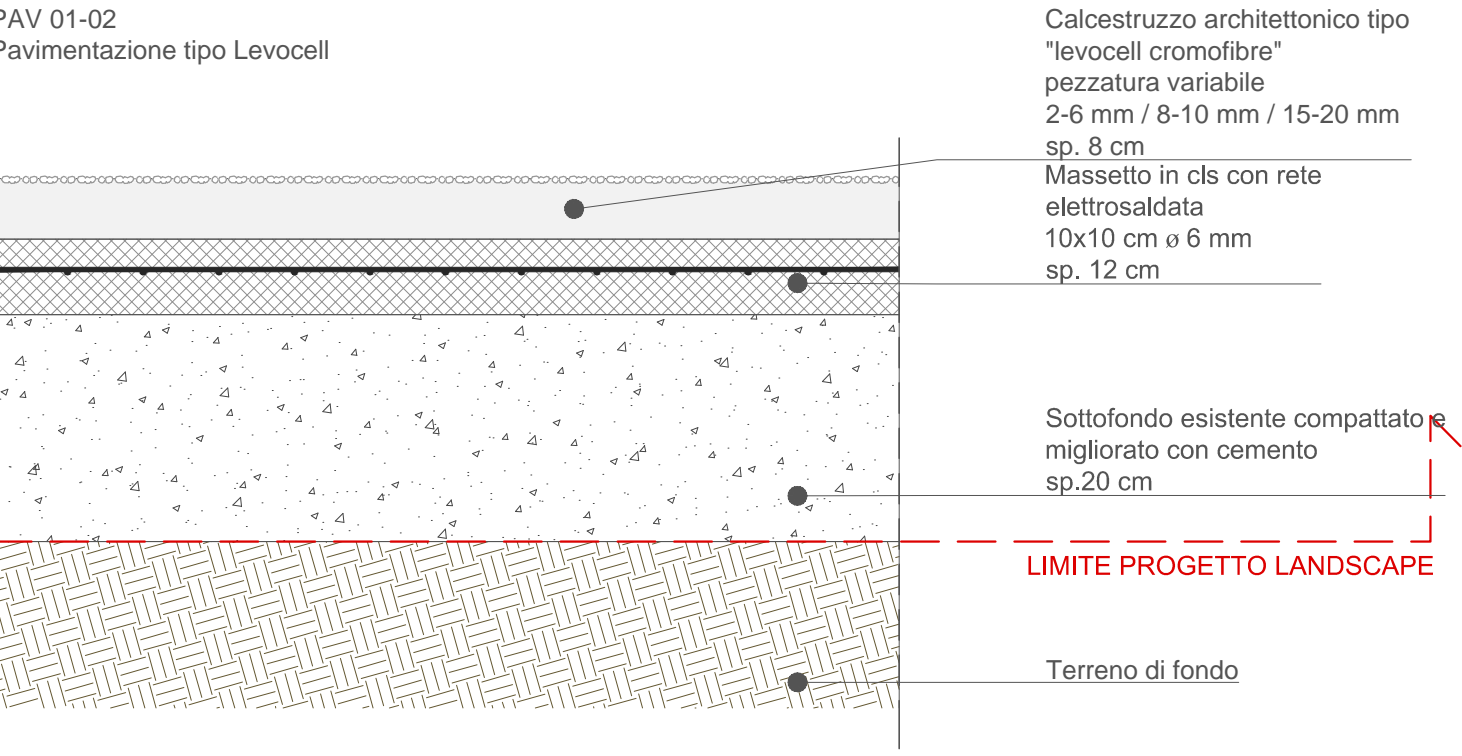 PAV 01-02
Pavimentazione tipo Levocell
Calcestruzzo architettonico tipo
"levocell cromofibre"
pezzatura variabile
2-6 mm / 8-10 mm / 15-20 mm
sp. 8 cm
Massetto in cls con rete
elettrosaldata
10x10 cm ø 6 mm
sp. 12 cm
Sottofondo esistente compattato e
migliorato con cemento
sp.20 cm
LIMITE PROGETTO LANDSCAPE
Terreno di fondo